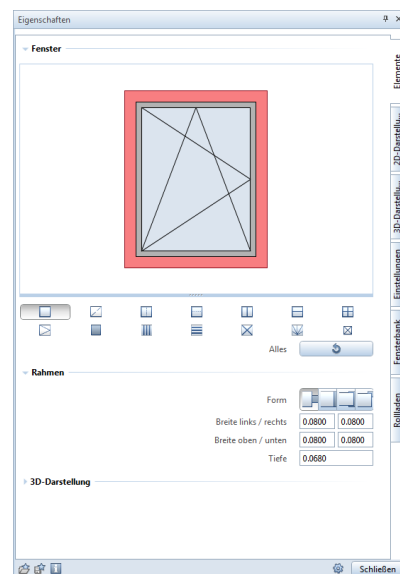 Eigenschaften
Fenster
Elemente
2D-Darstellu...
3D-Darstellu...
Einstellungen
Fensterbank
Rollladen
Alles
Rahmen
Form
Breite links / rechts 0.0800 0.0800
Breite oben / unten 0.0800 0.0800
Tiefe 0.0680
3D-Darstellung
Schließen